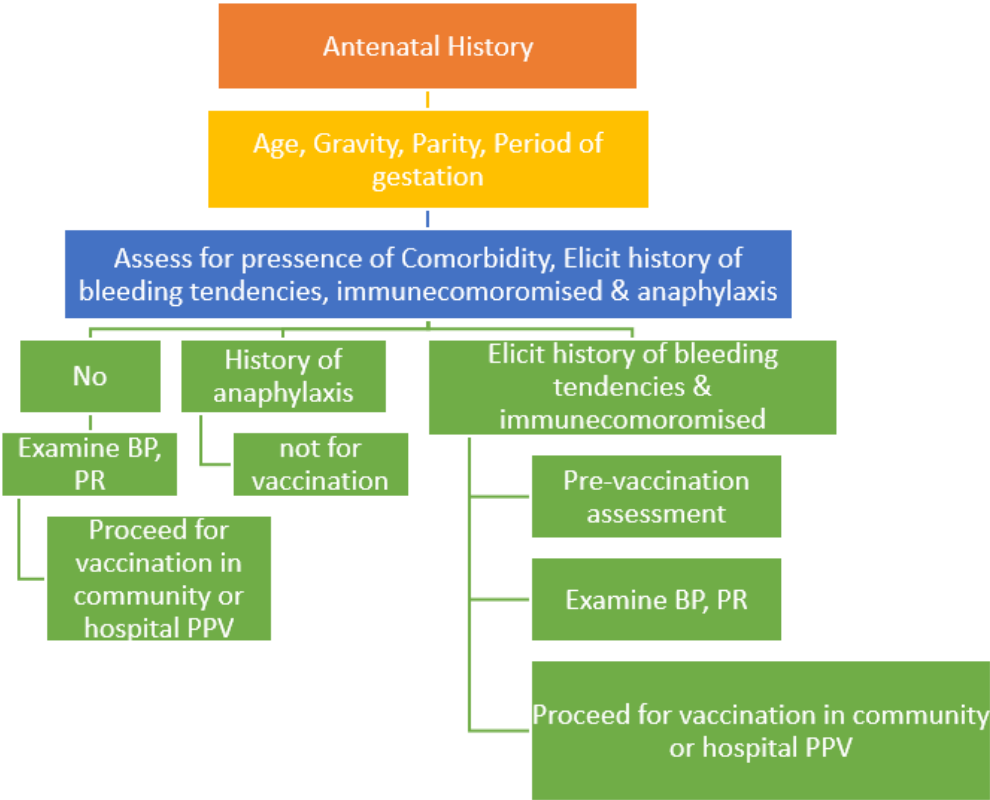 Antenatal History
Age, Gravity, Parity, Period of
gestation
Assess for pressence of Comorbidity, Elicit history of
bleeding tendencies, immunecomoromised & anaphylaxis
No
Examine BP,
PR
Proceed for
vaccination in
community or
hospital PPV
History of
anaphylaxis
not for
vaccination
Elicit history of bleeding
tendencies &
immunecomoromised
Pre-vaccination
assessment
Examine BP, PR
Proceed for vaccination in community
or hospital PPV